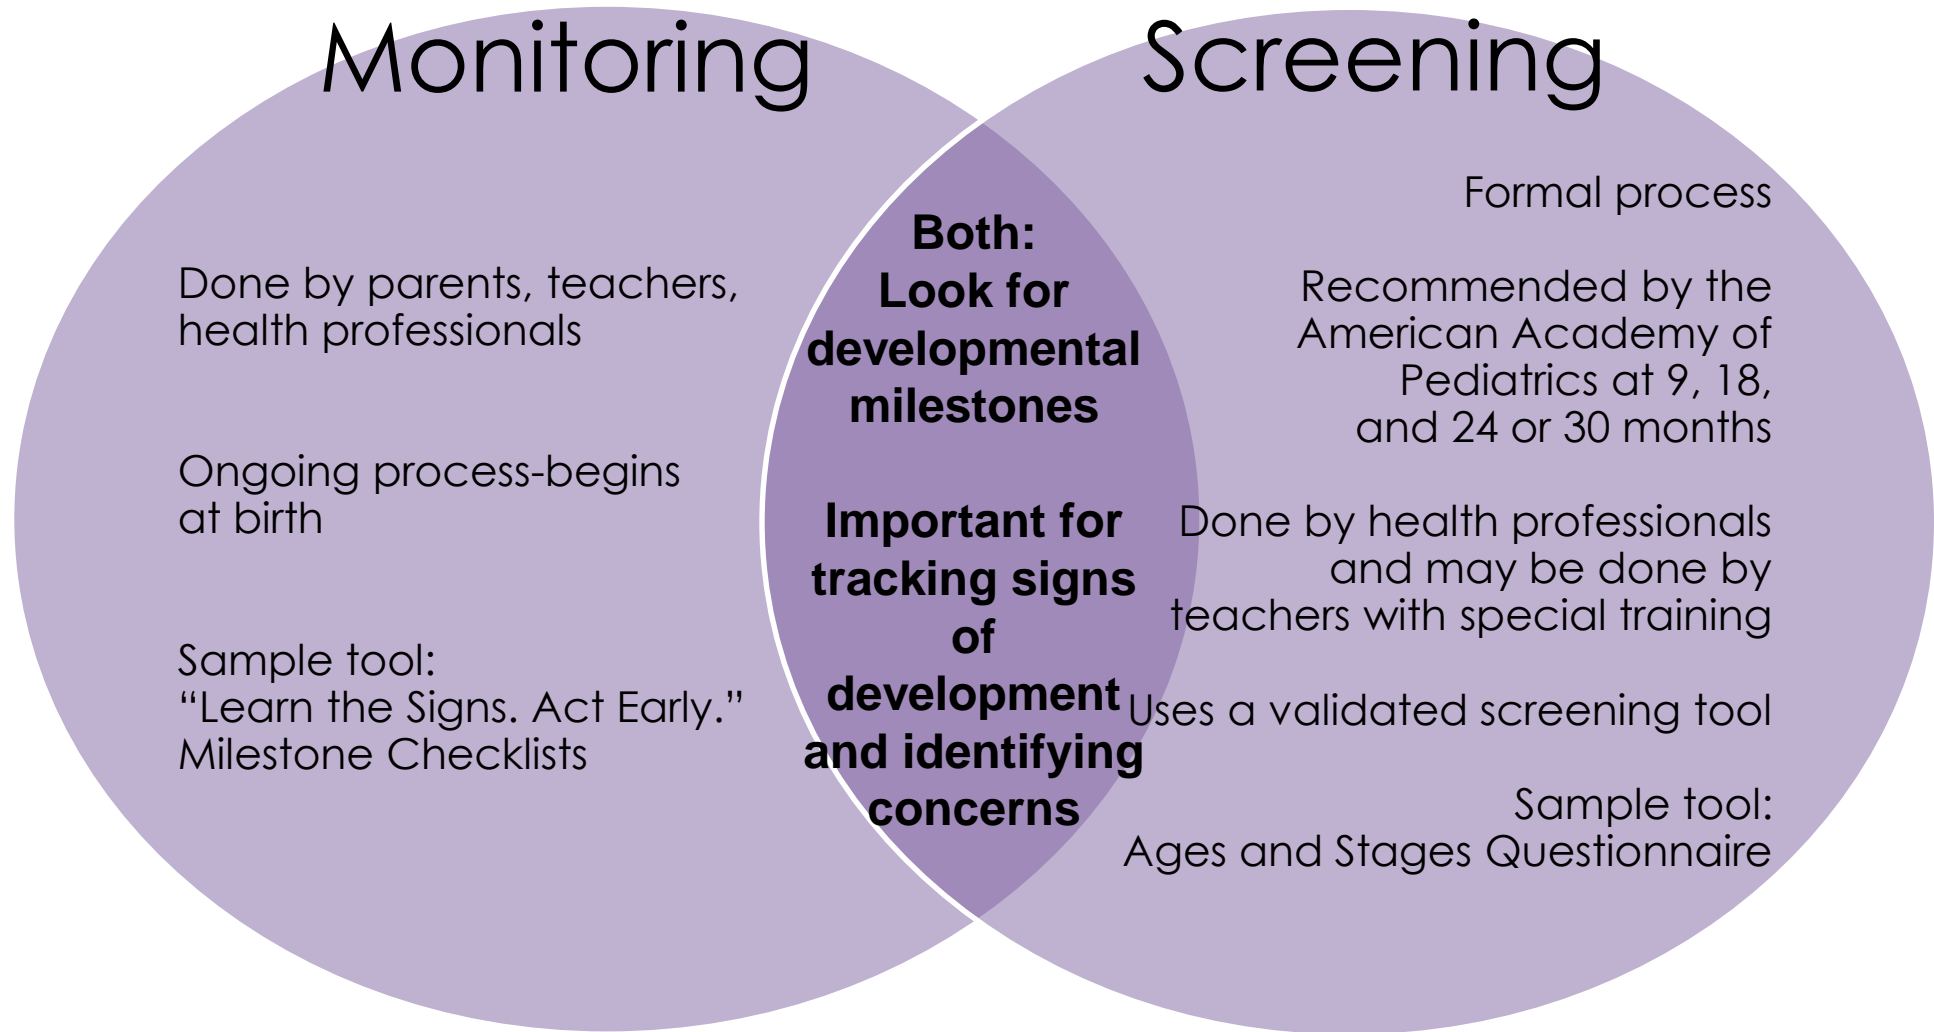 Monitoring
Done by parents, teachers,
health professionals
Ongoing process-begins
at birth
Sample tool:
“Learn the Signs. Act Early.”
Milestone Checklists
Both:
Look for
developmental
milestones
Important for
tracking signs
of
development
and identifying
concerns
Screening
Formal process
Recommended by the
American Academy of
Pediatrics at 9, 18,
and 24 or 30 months
Done by health professionals
and may be done by
teachers with special training
Uses a validated screening tool
Sample tool:
Ages and Stages Questionnaire